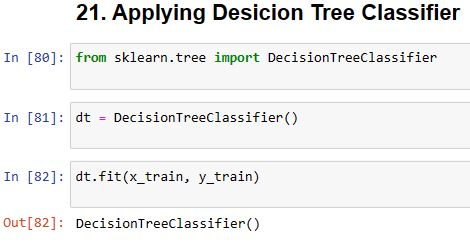 21. Applying Desicion Tree Classifier
In [80]: from sklearn.tree import DecisionTreeClassifier
In [81]: dt = DecisionTreeClassifier()
In [82]: dt.fit(x_train, y_train)
Out[82]: DecisionTreeClassifier()